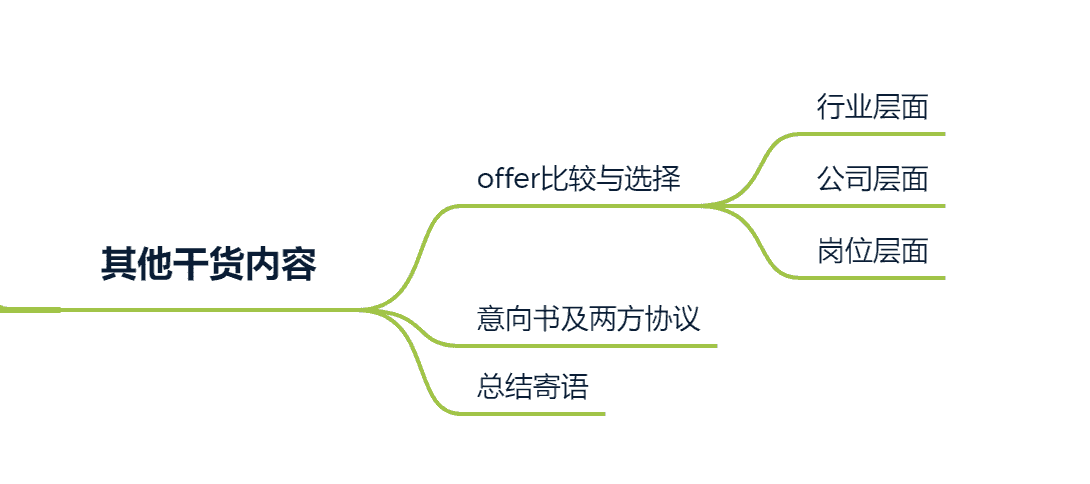 其他干货内容
offer比较与选择
行业层面
公司层面
岗位层面
意向书及两方协议
总结寄语